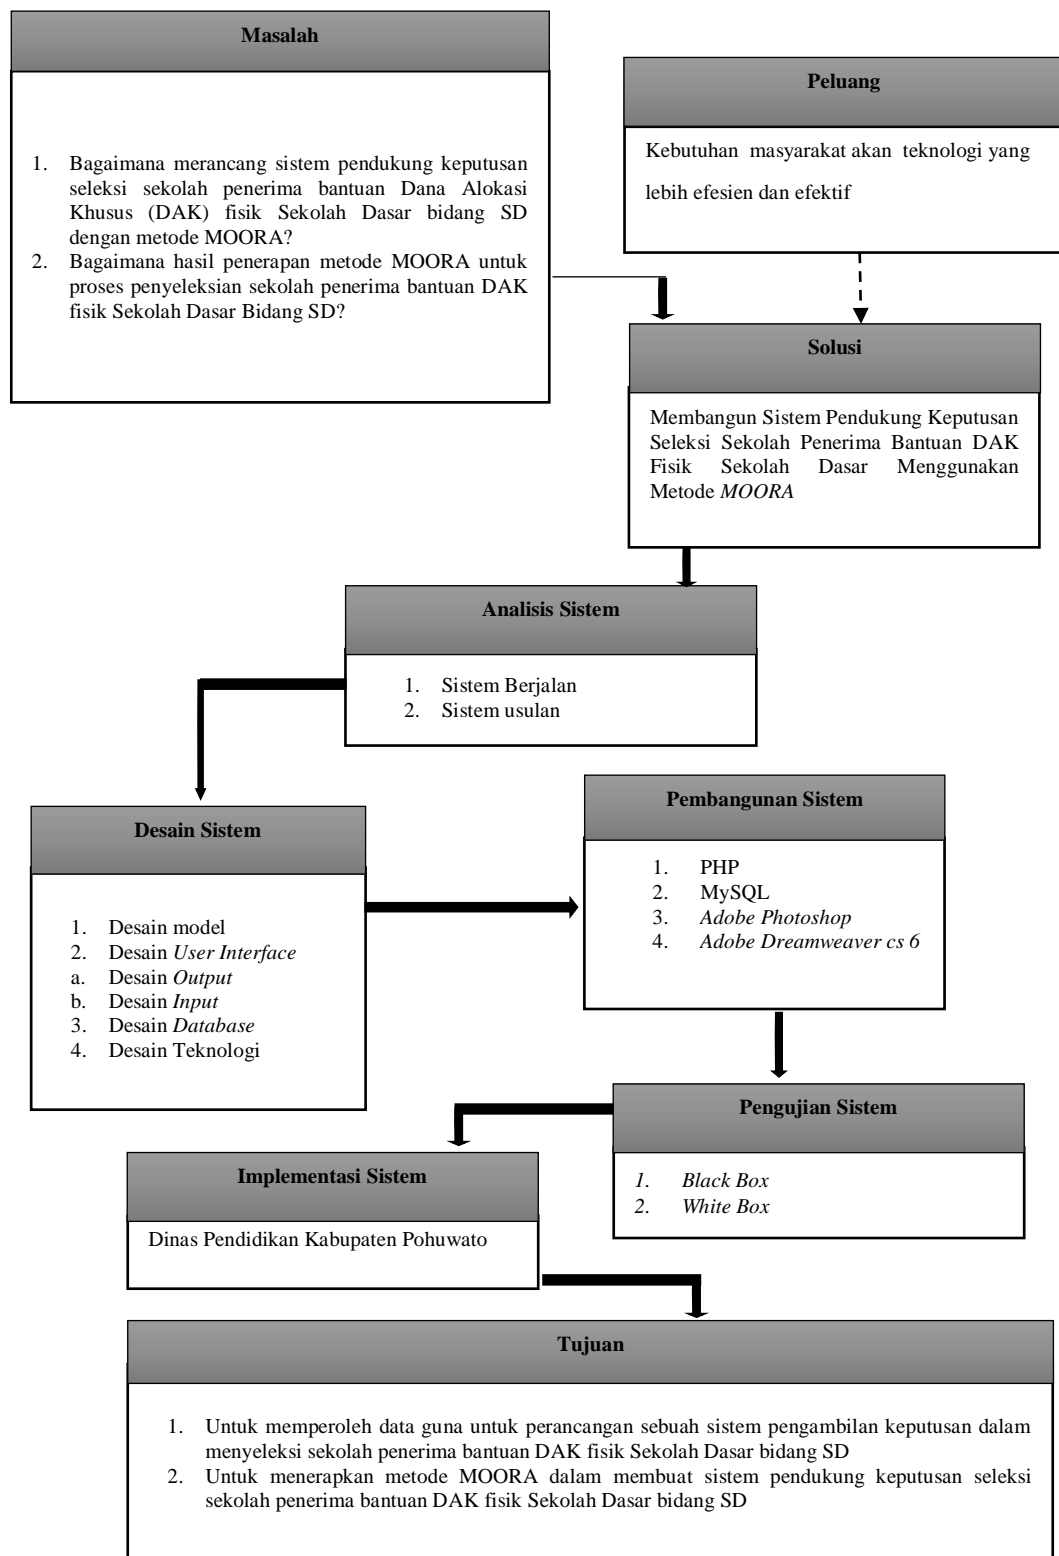 Masalah
1. Bagaimana merancang sistem pendukung keputusan
seleksi sekolah penerima bantuan Dana Alokasi
Khusus (DAK) fisik Sekolah Dasar bidang SD
dengan metode MOORA?
2. Bagaimana hasil penerapan metode MOORA untuk
proses penyeleksian sekolah penerima bantuan DAK
fisik Sekolah Dasar Bidang SD?
Peluang
Kebutuhan masyarakat akan teknologi yang
lebih efesien dan efektif
Solusi
Membangun Sistem Pendukung Keputusan
Seleksi Sekolah Penerima Bantuan DAK
Fisik Sekolah Dasar Menggunakan
Metode MOORA
Analisis Sistem
1. Sistem Berjalan
2. Sistem usulan
Desain Sistem
1. Desain model
2. Desain User Interface
a. Desain Output
b. Desain Input
3. Desain Database
4. Desain Teknologi
Pembangunan Sistem
1. PHP
2. MySQL
3. Adobe Photoshop
4. Adobe Dreamweaver cs 6
Pengujian Sistem
1. Black Box
2. White Box
Implementasi Sistem
Dinas Pendidikan Kabupaten Pohuwato
Tujuan
1. Untuk memperoleh data guna untuk perancangan sebuah sistem pengambilan keputusan dalam
menyeleksi sekolah penerima bantuan DAK fisik Sekolah Dasar bidang SD
2. Untuk menerapkan metode MOORA dalam membuat sistem pendukung keputusan seleksi
sekolah penerima bantuan DAK fisik Sekolah Dasar bidang SD